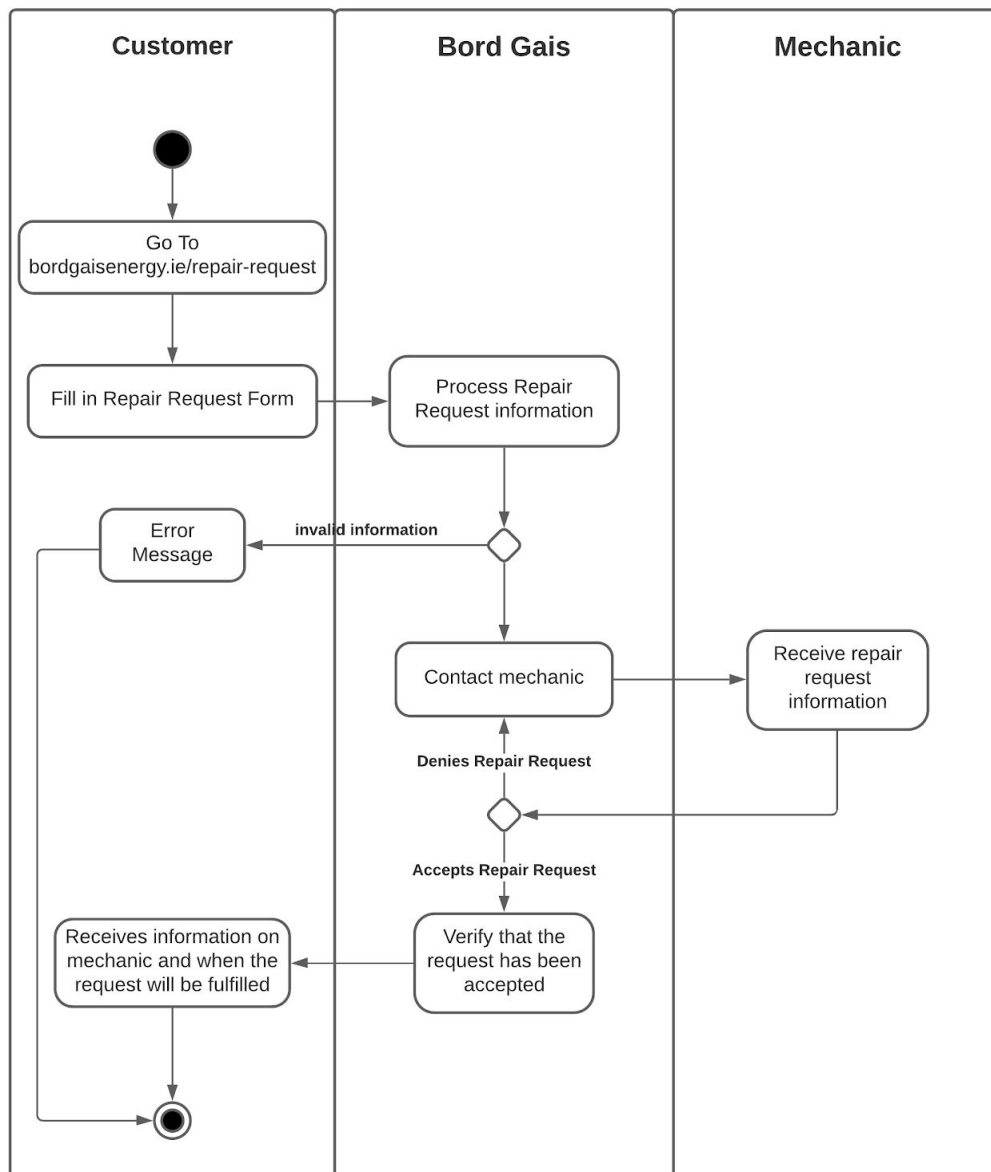 Customer
Bord Gais
Mechanic
Go To
bordgaisenergy.ie/repair-request
Fill in Repair Request Form
Process Repair
Request information
invalid information
Error
Message
Contact mechanic
Receive repair
request
information
Denies Repair Request
Accepts Repair Request
Verify that the
request has been
accepted
Receives information on
mechanic and when the
request will be fulfilled